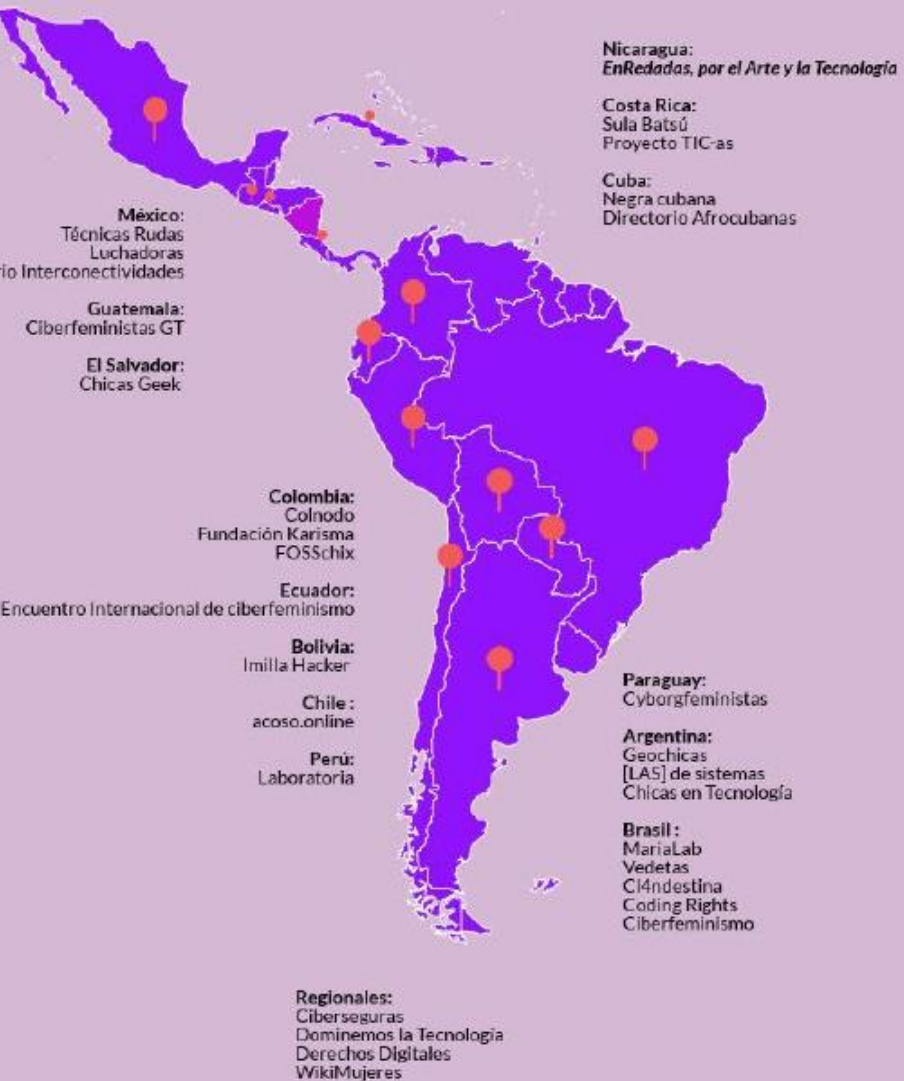 Nicaragua:
EnRedadas, por el Arte y la Tecnología
Costa Rica:
Sula Batsú
Proyecto TIC-as
Cuba:
Negra cubana
Directorio Afrocubanas
México:
Técnicas Rudas
Luchadoras
Interconectividades
Guatemala:
Ciberfeministas GT
El Salvador:
Chicas Geek
Colombia:
Colnodo
Fundación Karisma
FOSSchix
Ecuador:
Encuentro Internacional de ciberfeminismo
Bolivia:
Imilla Hacker
Chile :
acoso.online
Perú:
Laboratoria
Paraguay:
Cyborgfeministas
Argentina:
Geochicas
[LAS] de sistemas
Chicas en Tecnología
Brasil :
MariaLab
Vedetas
Cl4ndestina
Coding Rights
Ciberfeminismo
Regionales:
Ciberseguras
Dominemos la Tecnología
Derechos Digitales
WikiMujeres